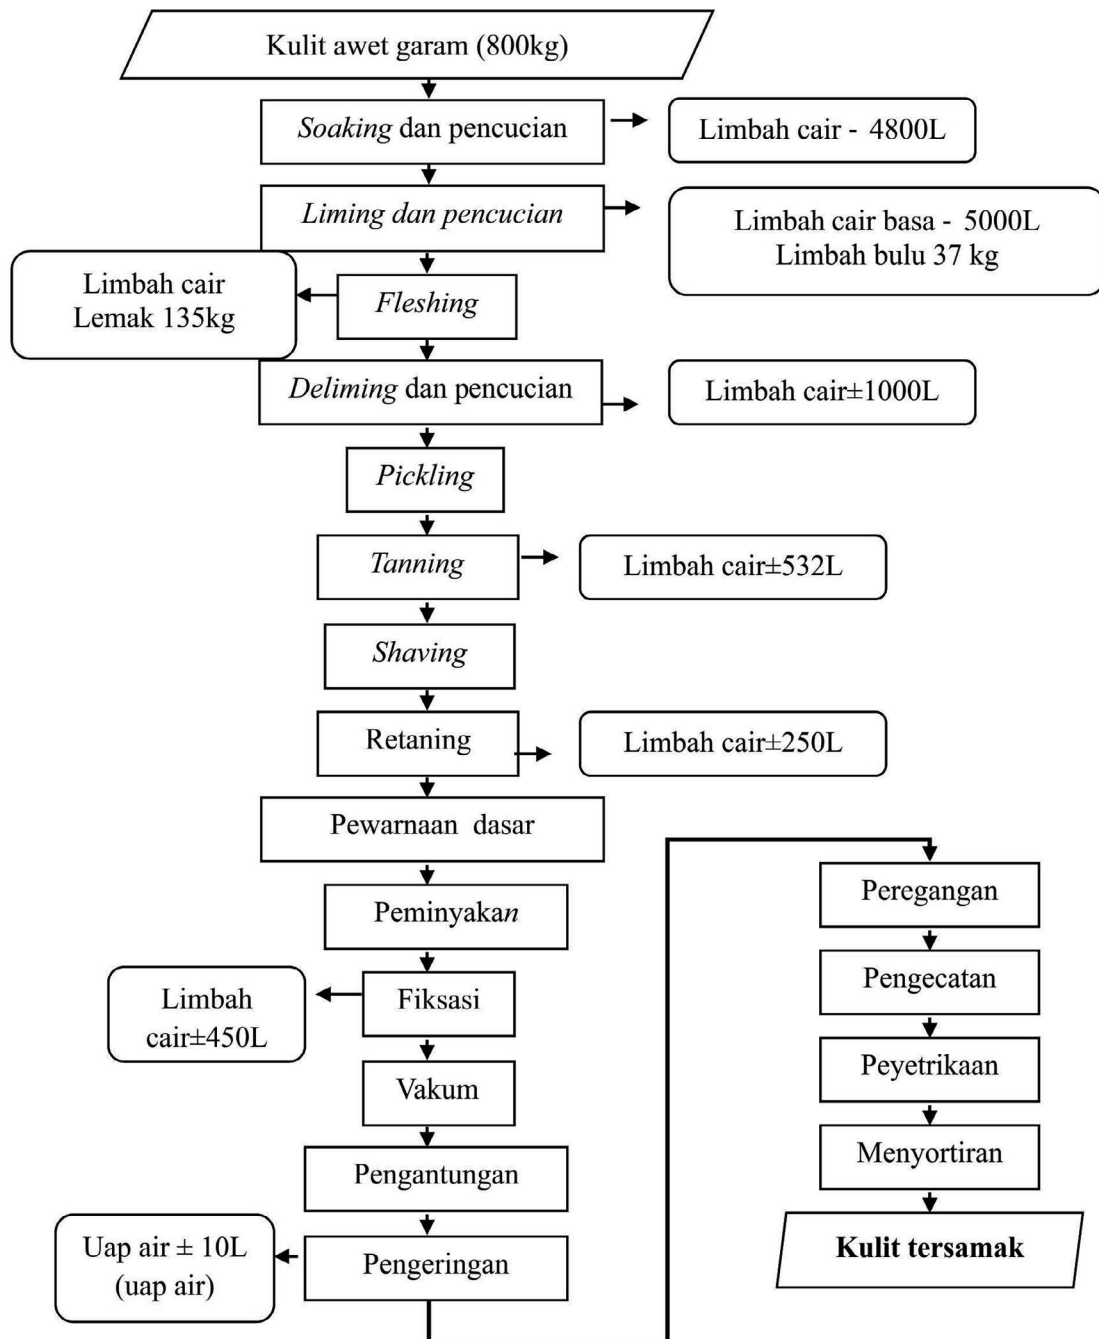 Kulit awet garam (800kg)
Soaking dan pencucian
Limbah cair - 4800L
Liming dan pencucian
Limbah cair basa - 5000L
Limbah bulu 37 kg
Limbah cair
Lemak 135kg
Fleshing
Deliming dan pencucian
Limbah cair±1000L
Pickling
Tanning
Limbah cair±532L
Shaving
Retaning
Limbah cair±250L
Pewarnaan dasar
Peminyakan
Limbah
cair±450L
Fiksasi
Vakum
Pengantungan
Uap air ± 10L
(uap air)
Pengeringan
Peregangan
Pengecatan
Peyetrikaan
Menyortiran
Kulit tersamak